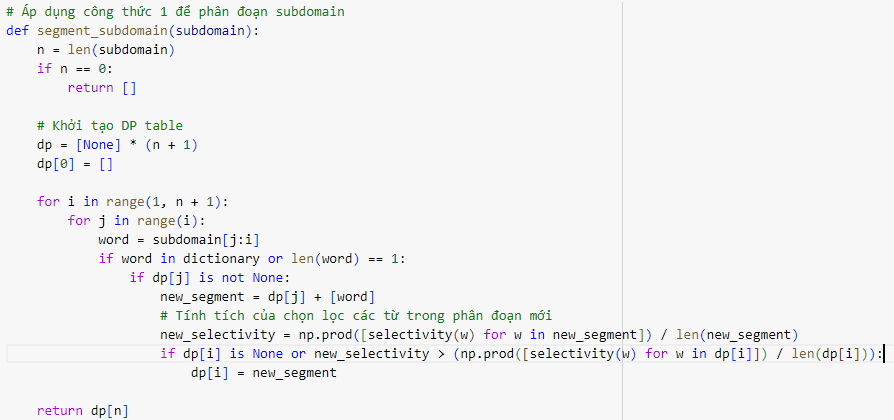 # Áp dụng công thức 1 để phân đoạn subdomain
def segment_subdomain(subdomain):
    n = len(subdomain)
    if n == 0:
        return []

    # Khởi tạo DP table
    dp = [None] * (n + 1)
    dp[0] = []

    for i in range(1, n + 1):
        for j in range(i):
            word = subdomain[j:i]
            if word in dictionary or len(word) == 1:
                if dp[j] is not None:
                    new_segment = dp[j] + [word]
                    # Tính tích của chọn lọc các từ trong phân đoạn mới
                    new_selectivity = np.prod([selectivity(w) for w in new_segment]) / len(new_segment)
                    if dp[i] is None or new_selectivity > (np.prod([selectivity(w) for w in dp[i]]) / len(dp[i])):
                        dp[i] = new_segment

    return dp[n]